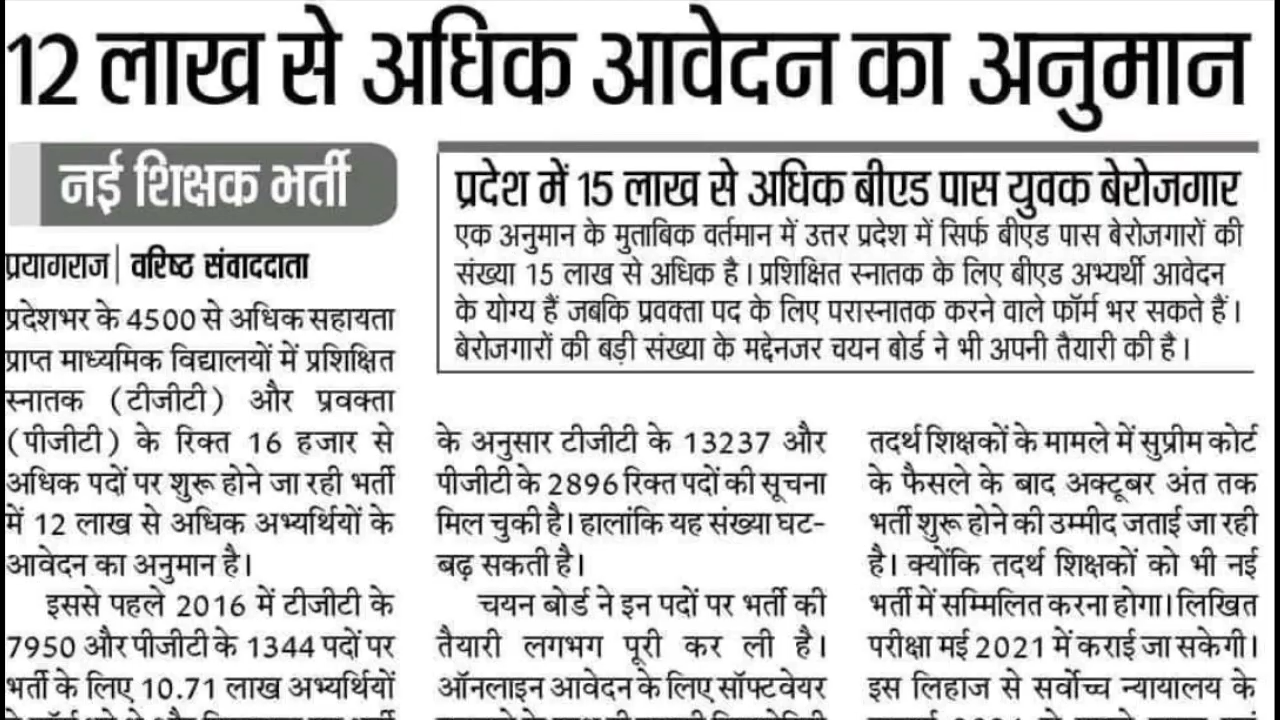 12 लाख से अधिक आवेदन का अनुमान
नई शिक्षक भर्ती
प्रयागराज | वरिष्ठ संवाददाता
प्रदेशभर के 4500 से अधिक सहायता
प्राप्त माध्यमिक विद्यालयों में प्रशिक्षित
स्नातक (टीजीटी) और प्रवक्ता
(पीजीटी) के रिक्त 16 हजार से
अधिक पदों पर शुरू होने जा रही भर्ती
में 12 लाख से अधिक अभ्यर्थियों के
आवेदन का अनुमान है।
इससे पहले 2016 में टीजीटी के
7950 और पीजीटी के 1344 पदों पर
भर्ती के लिए 10.71 लाख अभ्यर्थियों
प्रदेश में 15 लाख से अधिक बीएड पास युवक बेरोजगार
एक अनुमान के मुताबिक वर्तमान में उत्तर प्रदेश में सिर्फ बीएड पास बेरोजगारों की
संख्या 15 लाख से अधिक है। प्रशिक्षित स्नातक के लिए बीएड अभ्यर्थी आवेदन
के योग्य हैं जबकि प्रवक्ता पद के लिए परास्नातक करने वाले फॉर्म भर सकते हैं।
बेरोजगारों की बड़ी संख्या के मद्देनजर चयन बोर्ड ने भी अपनी तैयारी की है।
के अनुसार टीजीटी के 13237 और
पीजीटी के 2896 रिक्त पदों की सूचना
मिल चुकी है। हालांकि यह संख्या घट-
बढ़ सकती है।
चयन बोर्ड ने इन पदों पर भर्ती की
तैयारी लगभग पूरी कर ली है।
ऑनलाइन आवेदन के लिए सॉफ्टवेयर
तदर्थ शिक्षकों के मामले में सुप्रीम कोर्ट
के फैसले के बाद अक्टूबर अंत तक
भर्ती शुरू होने की उम्मीद जताई जा रही
है। क्योंकि तदर्थ शिक्षकों को भी नई
भर्ती में सम्मिलित करना होगा। लिखित
परीक्षा मई 2021 में कराई जा सकेगी।
इस लिहाज से सर्वोच्च न्यायालय के